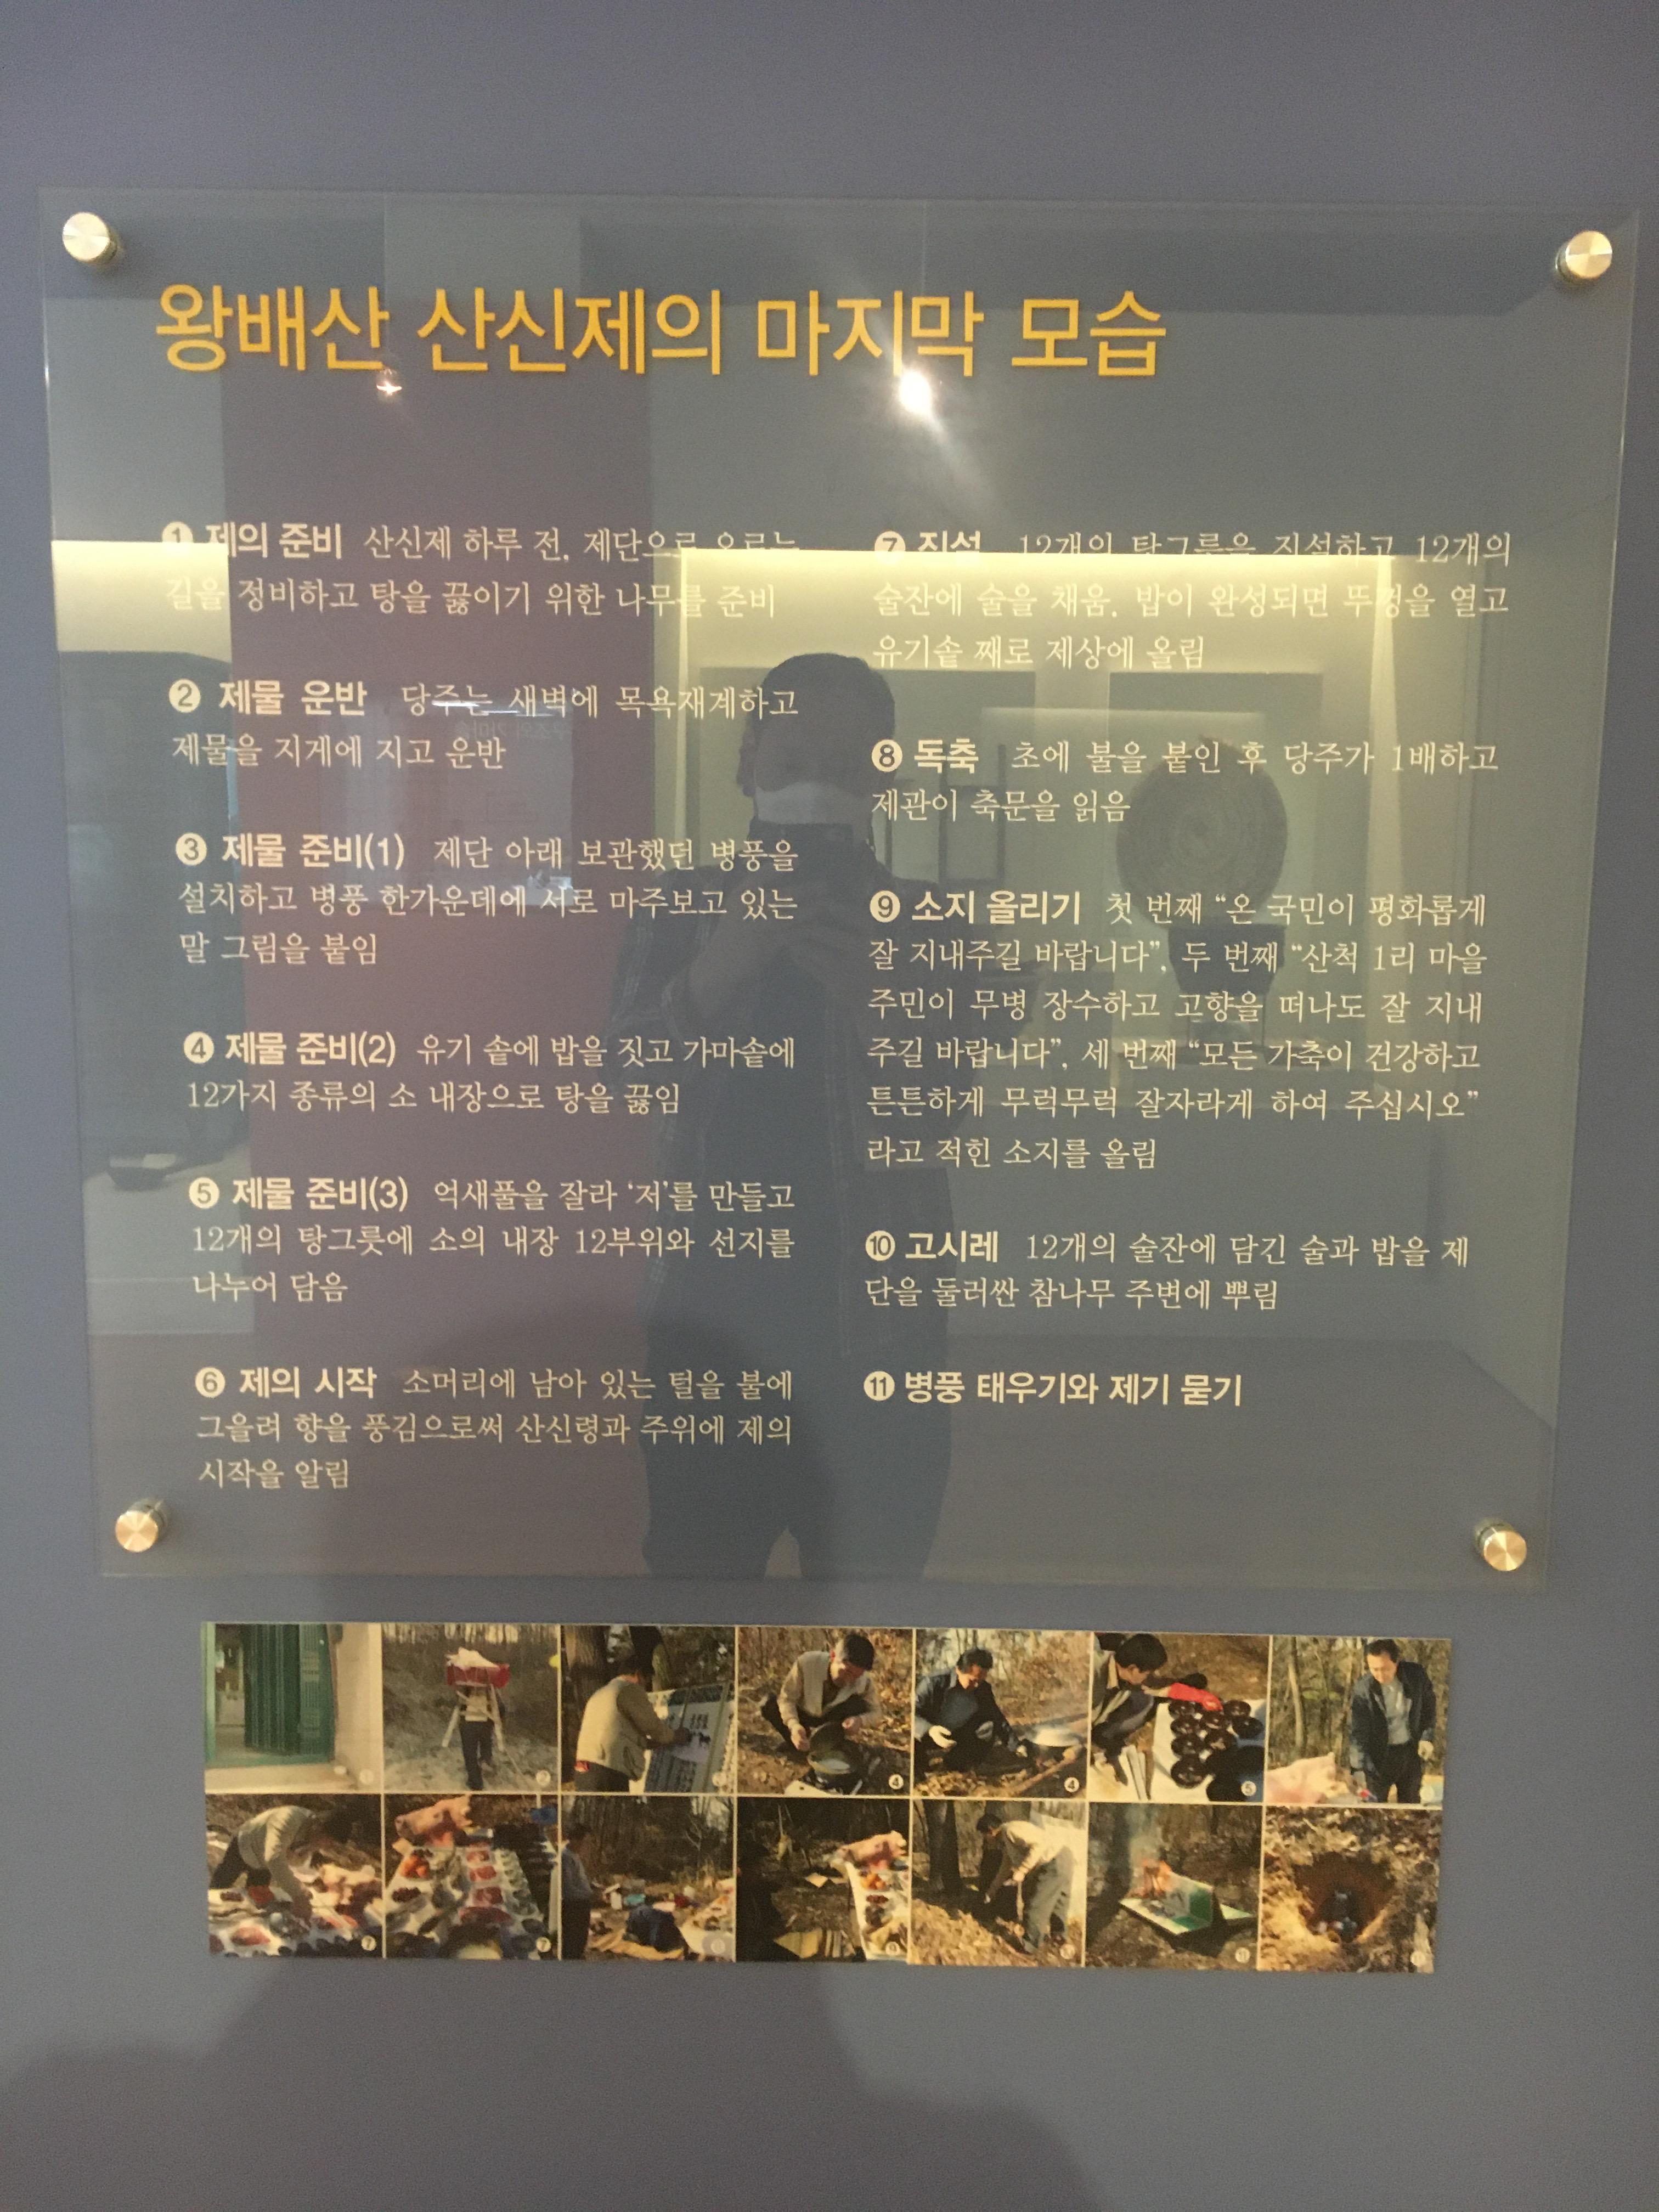 왕배산 산신제의 마지막 모습
❶ 제의 준비 산신제 하루 전, 제단으로 오르는
길을 정비하고 탕을 끓이기 위한 나무를 준비
❷ 제물 운반 당주는 새벽에 목욕재계하고
제물을 지게에 지고 운반
❸ 제물 준비(1) 제단 아래 보관했던 병풍을
설치하고 병풍 한가운데에 서로 마주보고 있는
말 그림을 붙임
❹ 제물 준비(2) 유기 솥에 밥을 짓고 가마솥에
12가지 종류의 소 내장으로 탕을 끓임
❺ 제물 준비(3) 억새풀을 잘라 ‘저’를 만들고
12개의 탕그릇에 소의 내장 12부위와 선지를
나누어 담음
❻ 제의 시작 소머리에 남아 있는 털을 불에
그을려 향을 풍김으로써 산신령과 주위에 제의
시작을 알림
❼ 진설 12개의 탕그릇을 진설하고 12개의
술잔에 술을 채움. 밥이 완성되면 뚜껑을 열고
유기솥 째로 제상에 올림
❽ 독축 초에 불을 붙인 후 당주가 1배하고
제관이 축문을 읽음
❾ 소지 올리기 첫 번째 “온 국민이 평화롭게
잘 지내주길 바랍니다”, 두 번째 “산척 1리 마을
주민이 무병 장수하고 고향을 떠나도 잘 지내
주길 바랍니다”, 세 번째 “모든 가축이 건강하고
튼튼하게 무럭무럭 잘자라게 하여 주십시오”
라고 적힌 소지를 올림
❿ 고시레 12개의 술잔에 담긴 술과 밥을 제
단을 둘러싼 참나무 주변에 뿌림
⓫ 병풍 태우기와 제기 묻기
❹ ❹ ❺
❼ ❼